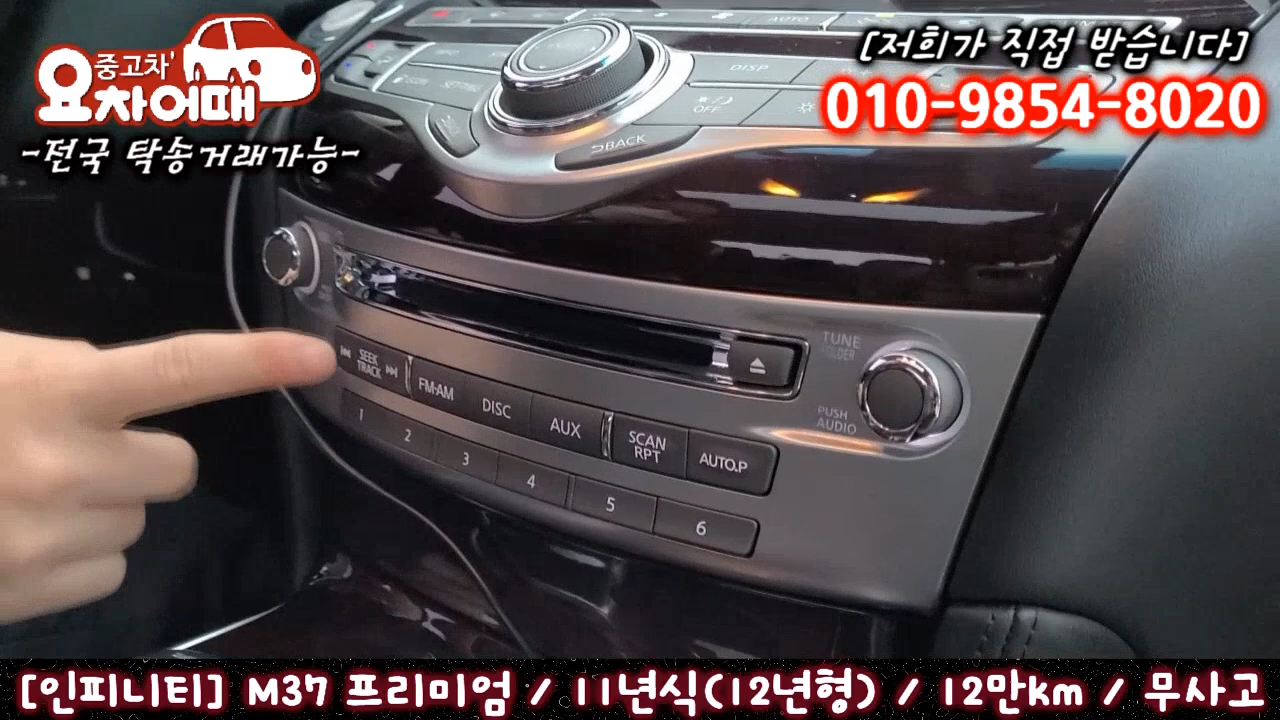 중고차'
요차어때
-전국 탁송거래가능-
[저희가 직접 받습니다]
010-9854-8020
AUTO
DISP
OFF
BACK
TUNE
FOLDER
PUSH
AUDIO
SEEK
TRACK
FM·AM
DISC
AUX
SCAN
RPT
AUTO.P
1
2
3
4
5
6
[인피니티] M37 프리미엄 / 11년식(12년형) / 12만km / 무사고